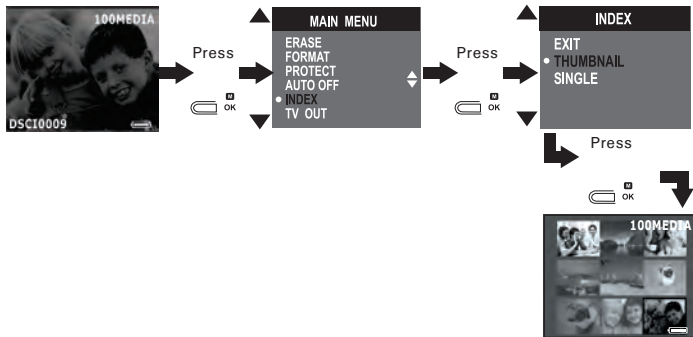 100MEDIA
DSCI0009
Press
M
OK
MAIN MENU
ERASE
FORMAT
PROTECT
AUTO OFF
INDEX
TV OUT
Press
M
OK
INDEX
EXIT
THUMBNAIL
SINGLE
Press
M
OK
100MEDIA